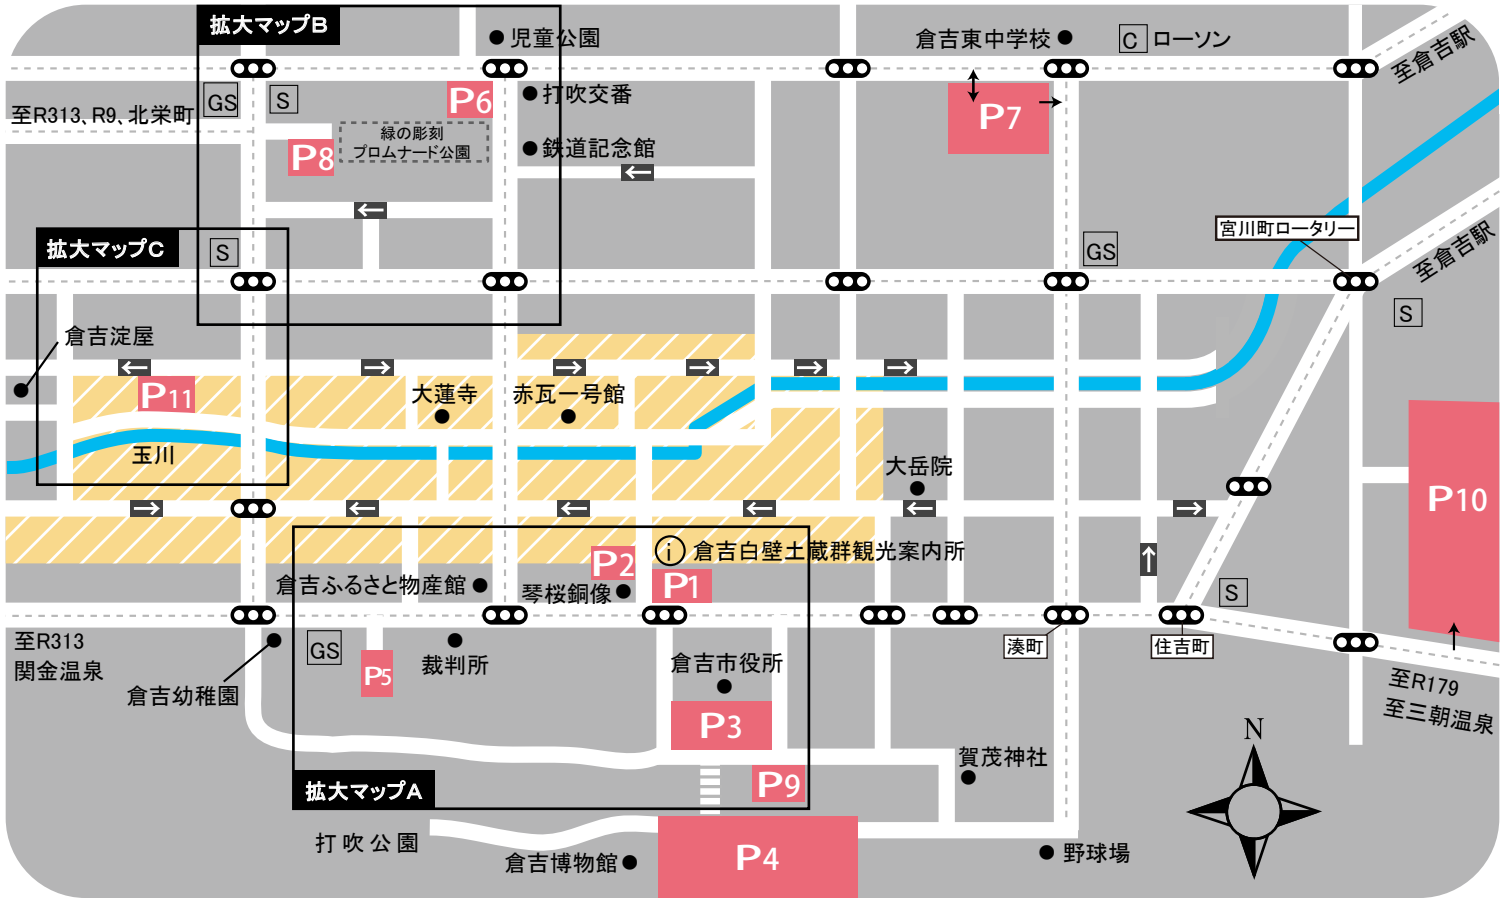 拡大マップB
児童公園
倉吉東中学校
C ローソン
至倉吉駅
GS
S
P6
打吹交番
至R313、R9、北栄町
緑の彫刻
プロムナード公園
P8
鉄道記念館
P7
拡大マップC
S
宮川町ロータリー
GS
至倉吉駅
S
倉吉淀屋
P11
大蓮寺
赤瓦一号館
玉川
大岳院
P10
i 倉吉白壁土蔵群観光案内所
P2
P1
倉吉ふるさと物産館
琴桜銅像
S
至R313
関金温泉
GS
裁判所
倉吉市役所
湊町
住吉町
P5
倉吉幼稚園
至R179
至三朝温泉
P3
N
賀茂神社
拡大マップA
P9
打吹公園
倉吉博物館
P4
野球場